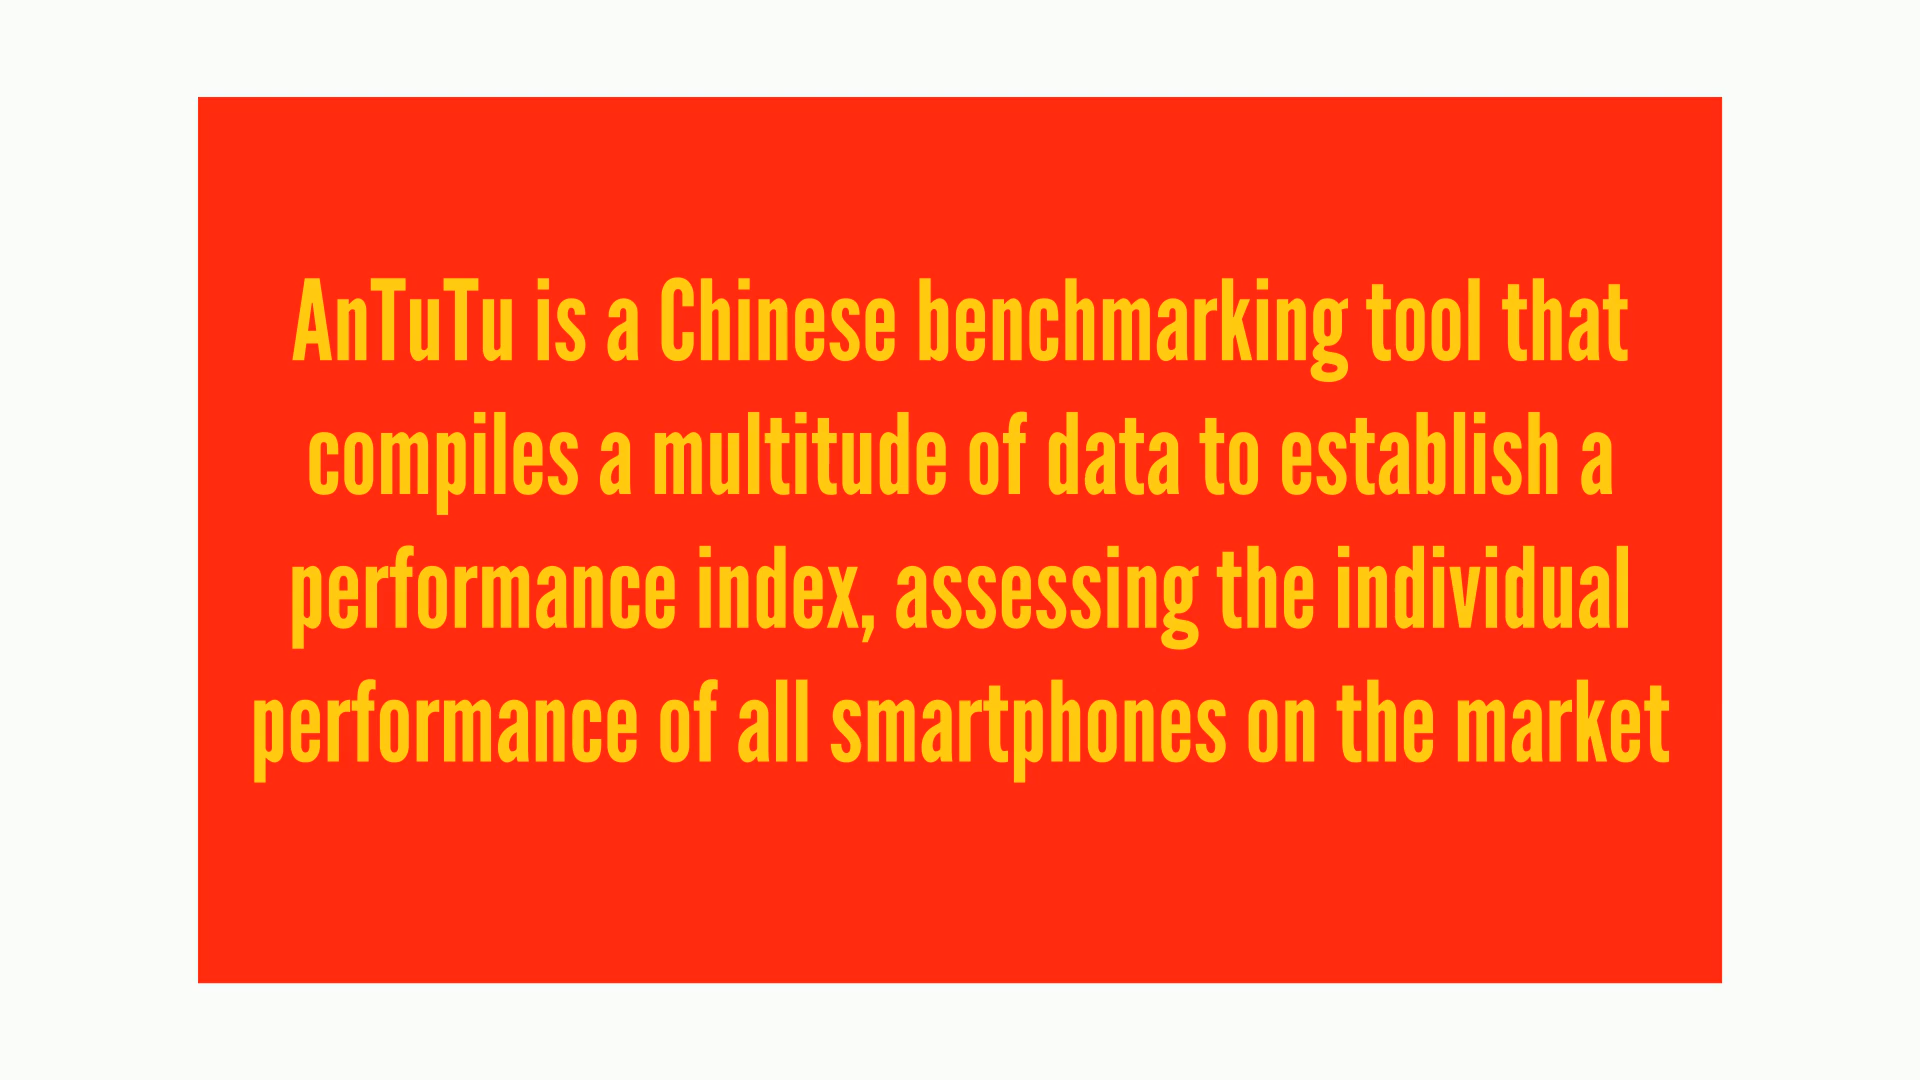 AnTuTu is a Chinese benchmarking tool that
compiles a multitude of data to establish a
performance index, assessing the individual
performance of all smartphones on the market